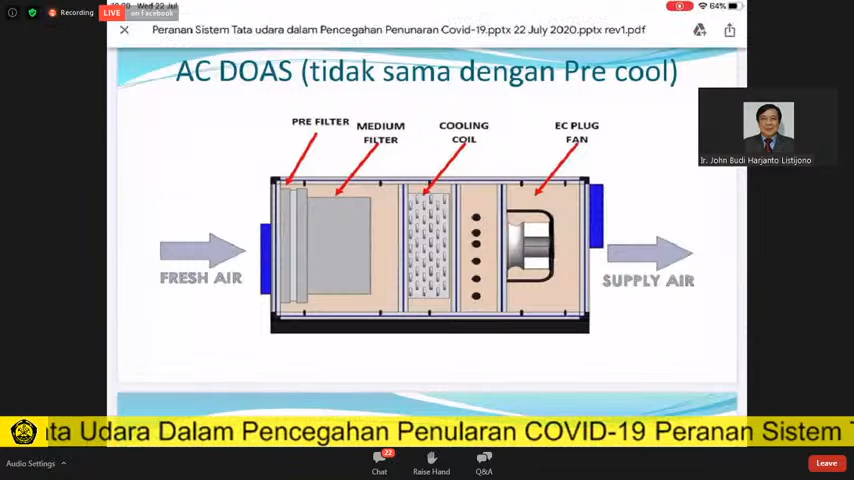 Wed 22 Jul
64%
Recording
LIVE
on Facebook
Peranan Sistem Tata udara dalam Pencegahan Penunaran Covid-19.pptx 22 July 2020.pptx rev1.pdf
AC DOAS (tidak sama dengan Pre cool)
PRE FILTER
MEDIUM
FILTER
COOLING
COIL
EC PLUG
FAN
Ir. John Budi Harjanto Listijono
FRESH AIR
SUPPLY AIR
ta Udara Dalam Pencegahan Penularan COVID-19 Peranan Sistem T
Audio Settings
22
Chat
Raise Hand
Q&A
Leave